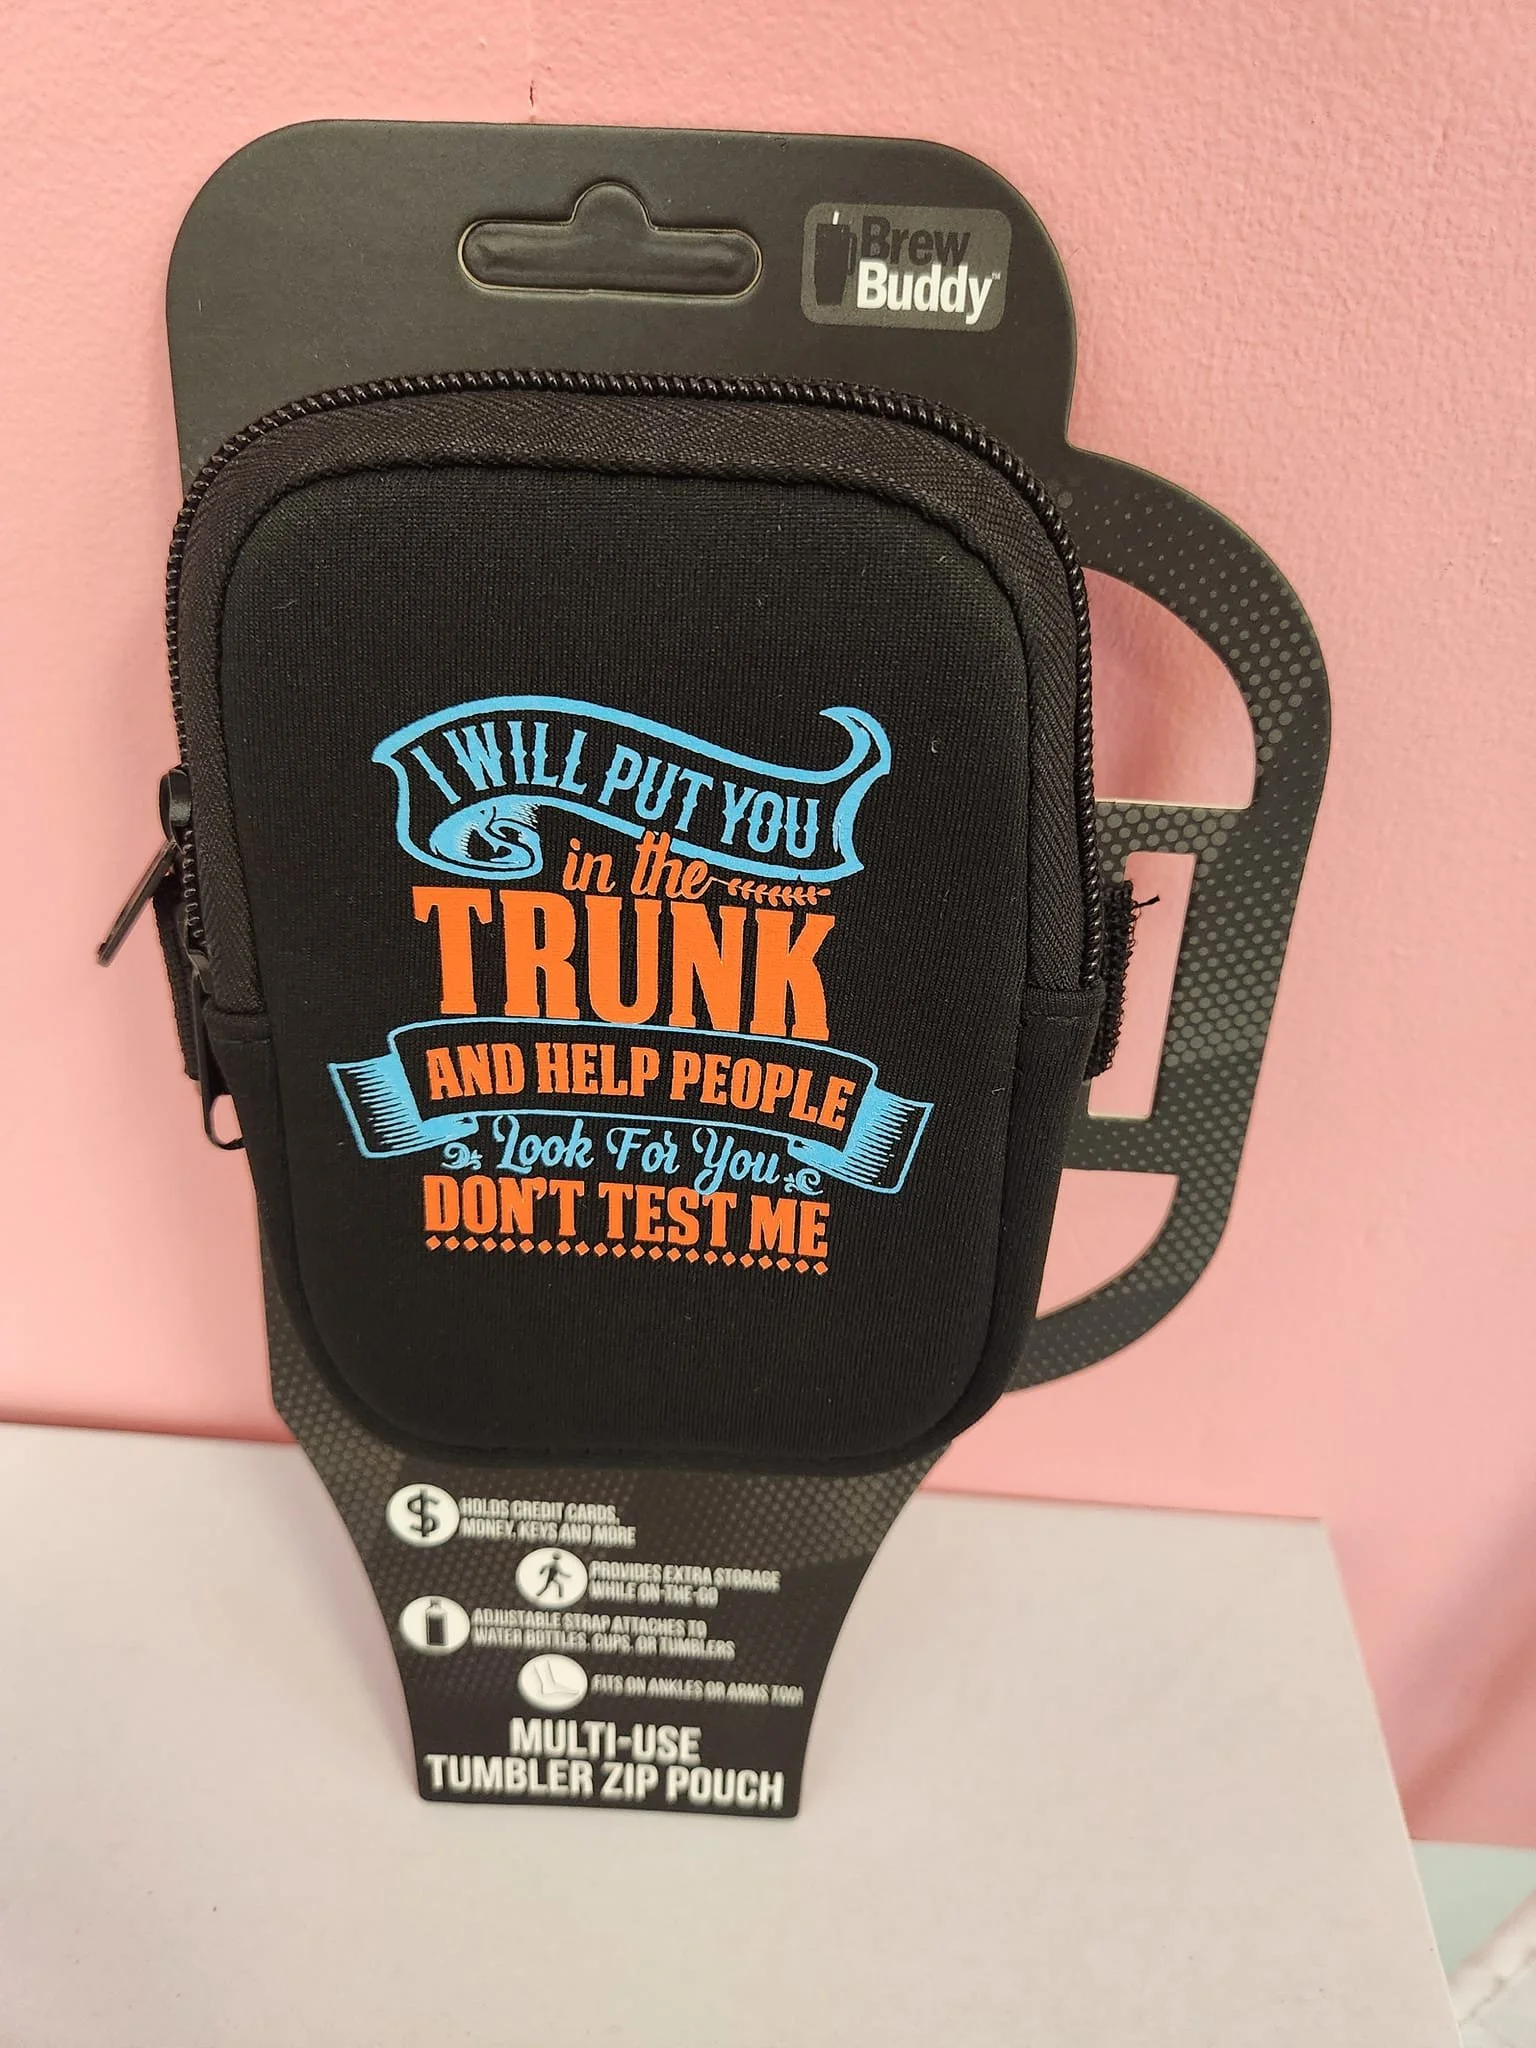 Brew
Buddy™
I WILL PUT YOU
in the
TRUNK
AND HELP PEOPLE
Look For You
DON'T TEST ME
HOLDS CREDIT CARDS,
MONEY, KEYS AND MORE
PROVIDES EXTRA STORAGE
WHILE ON-THE-GO
ADJUSTABLE STRAP ATTACHES TO
WATER BOTTLES, CUPS, OR TUMBLERS
FITS ON ANKLES OR ARMS TOO!
MULTI-USE
TUMBLER ZIP POUCH